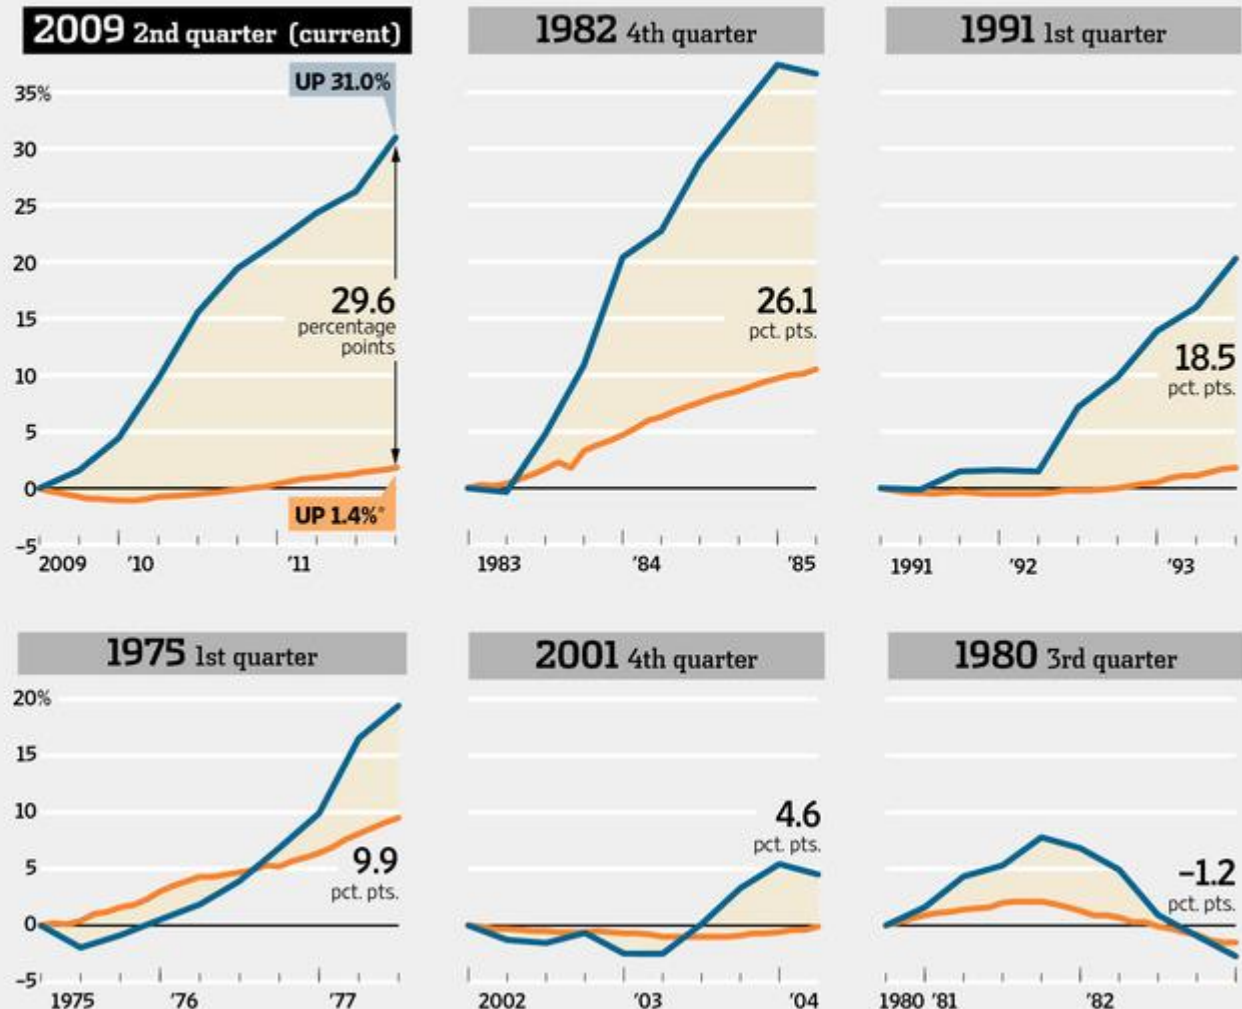 2009 2nd quarter (current)
1982 4th quarter
1991 1st quarter
UP 31.0%
35%
30
25
20
15
10
5
0
-5
29.6
percentage
points
UP 1.4%*
2009 '10 '11
26.1
pct. pts.
1983 '84 '85
18.5
pct. pts.
1991 '92 '93
1975 1st quarter
2001 4th quarter
1980 3rd quarter
20%
15
10
5
0
-5
9.9
pct. pts.
1975 '76 '77
4.6
pct. pts.
2002 '03 '04
-1.2
pct. pts.
1980 '81 '82